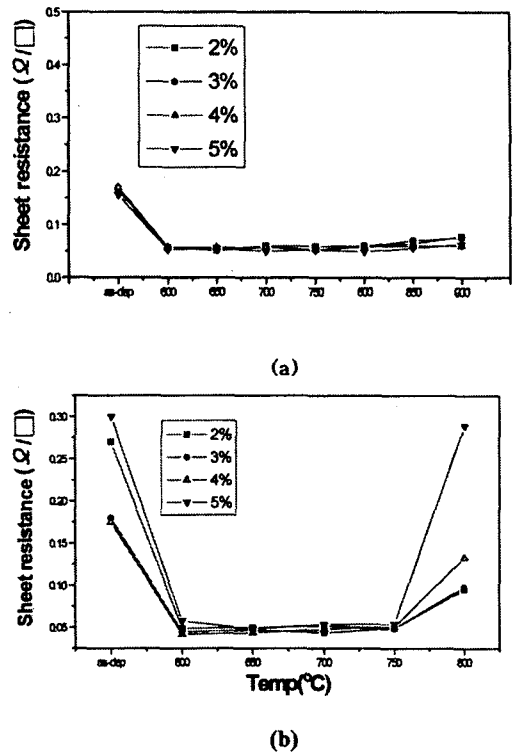 0.5
0.4
0.3
0.2
0.1
0.0
Sheet resistance (Ω/□)
2%
3%
4%
5%
as-dep 600 650 700 750 800 850 900
(a)
0.30
0.25
0.20
0.15
0.10
0.05
Sheet resistance (Ω/□)
2%
3%
4%
5%
as-dep 600 650 700 750 800
Temp(°C)
(b)